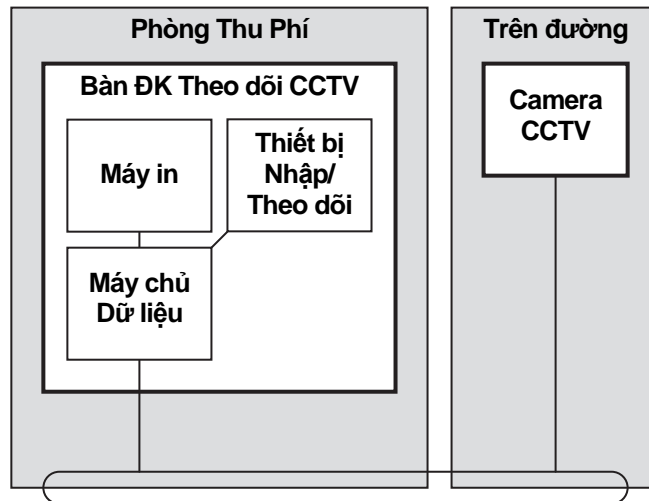 Phòng Thu Phí
Trên đường
Bàn ĐK Theo dõi CCTV
Máy in
Thiết bị
Nhập/
Theo dõi
Máy chủ
Dữ liệu
Camera
CCTV